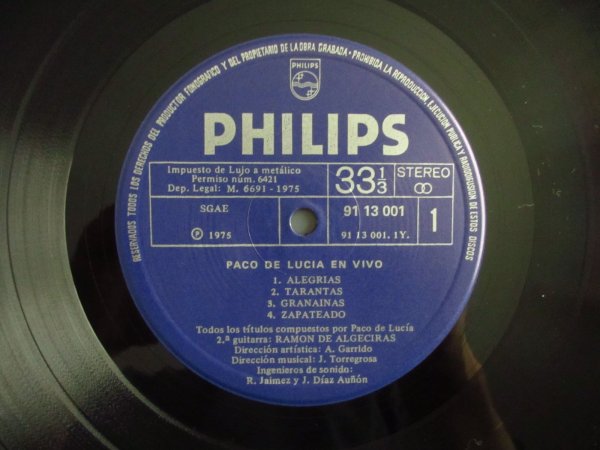 RESERVADOS TODOS LOS DERECHOS DEL PRODUCTOR FONOGRAFICO Y DEL PROPIETARIO DE LA OBRA GRABADA • PROHIBIDA LA REPRODUCCION, EJECUCION PUBLICA Y RADIODIFUSION DE ESTOS DISCOS
PHILIPS
PHILIPS
Impuesto de Lujo a metálico
Permiso núm. 6421
Dep. Legal: M. 6691 - 1975
33 1/3
STEREO
SGAE
℗ 1975
91 13 001
91 13 001. 1Y.
1
PACO DE LUCIA EN VIVO
1. ALEGRIAS
2. TARANTAS
3. GRANAINAS
4. ZAPATEADO
Todos los títulos compuestos por Paco de Lucía
2.ª guitarra: RAMON DE ALGECIRAS
Dirección artística: A. Garrido
Dirección musical: J. Torregrosa
Ingenieros de sonido:
R. Jaimez y J. Díaz Auñón